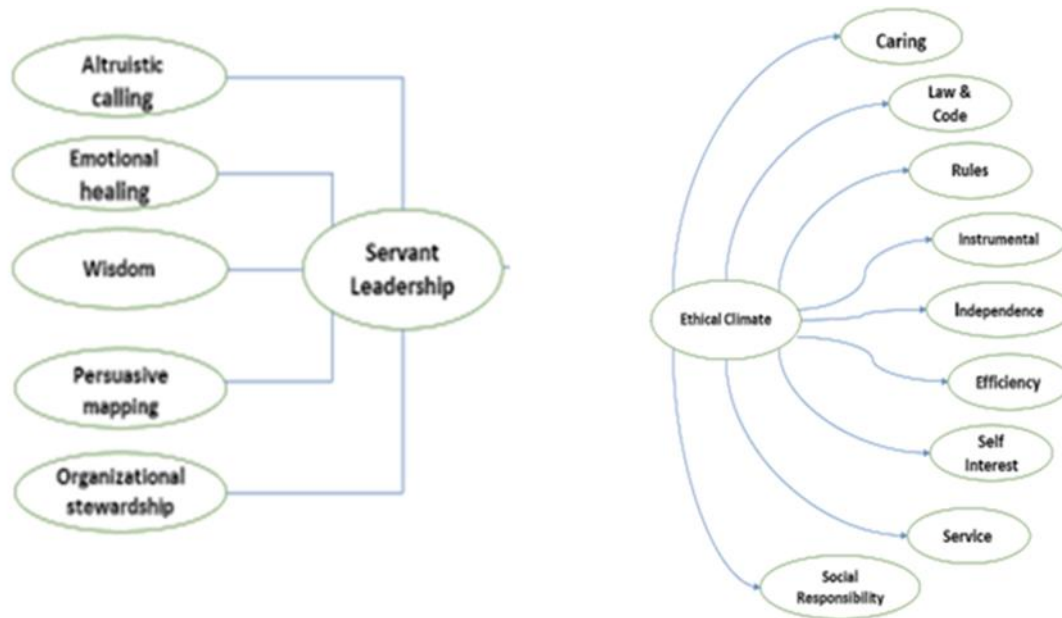 Altruistic
calling
Emotional
healing
Wisdom
Persuasive
mapping
Organizational
stewardship
Servant
Leadership
Ethical Climate
Caring
Law &
Code
Rules
Instrumental
Independence
Efficiency
Self
Interest
Service
Social
Responsibility